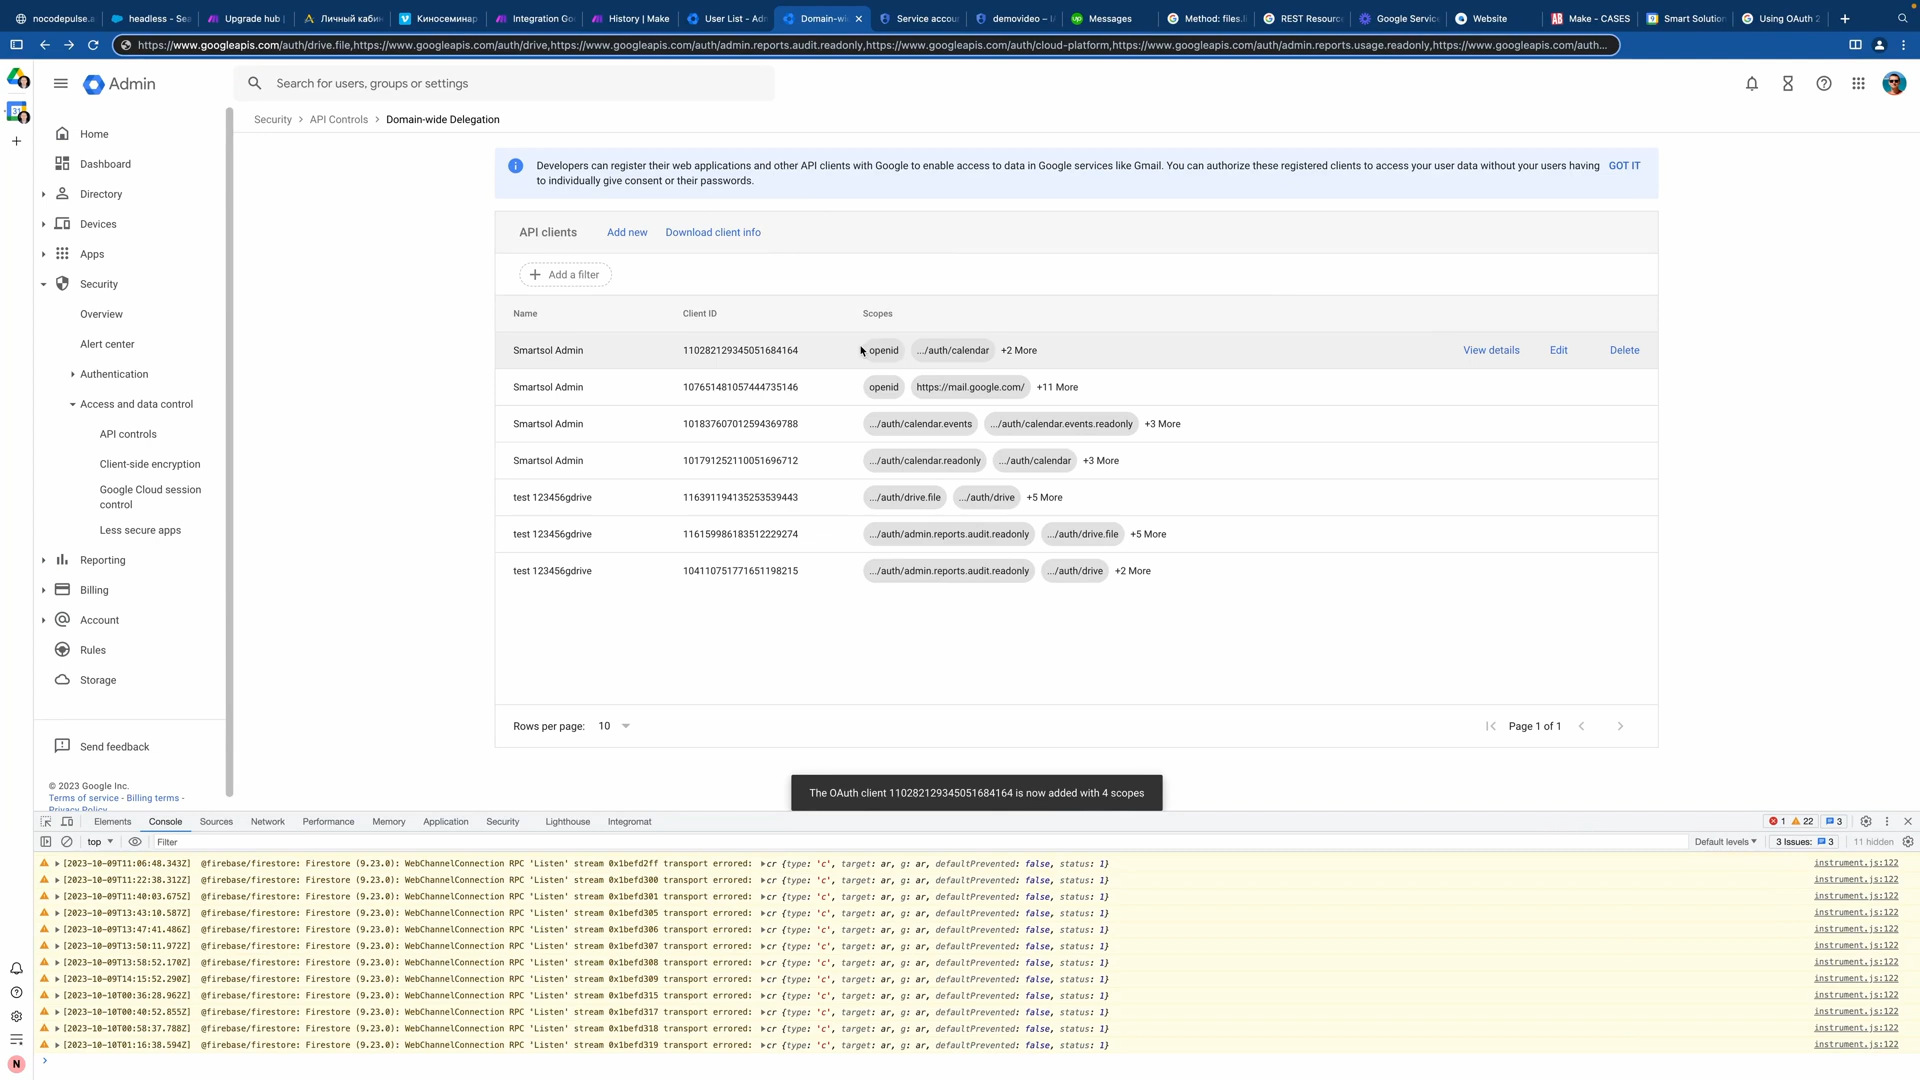 nocodepulse.
headless - Sea
Upgrade hub
Личный каби
Киносеминар
Integration Go
History | Make
User List - Adm
Domain-wi
Service accou
demovideo – I
Messages
Method: files.l
REST Resourc
Google Servic
Website
Make - CASES
Smart Solution
Using OAuth 2
https://www.googleapis.com/auth/drive.file,https://www.googleapis.com/auth/drive,https://www.googleapis.com/auth/admin.reports.audit.readonly,https://www.googleapis.com/auth/cloud-platform,https://www.googleapis.com/auth/admin.reports.usage.readonly,https://www.googleapis.com/auth...
Admin
Search for users, groups or settings
Security > API Controls > Domain-wide Delegation
Home
Dashboard
Directory
Devices
Apps
Security
Overview
Alert center
Authentication
Access and data control
API controls
Client-side encryption
Google Cloud session
control
Less secure apps
Reporting
Billing
Account
Rules
Storage
Send feedback
© 2023 Google Inc.
Terms of service - Billing terms -
Privacy Policy
Developers can register their web applications and other API clients with Google to enable access to data in Google services like Gmail. You can authorize these registered clients to access your user data without your users having
to individually give consent or their passwords.
GOT IT
API clients Add new Download client info
Add a filter
Name Client ID Scopes
Smartsol Admin 110282129345051684164 openid .../auth/calendar +2 More View details Edit Delete
Smartsol Admin 107651481057444735146 openid https://mail.google.com/ +11 More
Smartsol Admin 101837607012594369788 .../auth/calendar.events .../auth/calendar.events.readonly +3 More
Smartsol Admin 101791252110051696712 .../auth/calendar.readonly .../auth/calendar +3 More
test 123456gdrive 116391194135253539443 .../auth/drive.file .../auth/drive +5 More
test 123456gdrive 116159986183512229274 .../auth/admin.reports.audit.readonly .../auth/drive.file +5 More
test 123456gdrive 104110751771651198215 .../auth/admin.reports.audit.readonly .../auth/drive +2 More
Rows per page: 10 Page 1 of 1
The OAuth client 110282129345051684164 is now added with 4 scopes
Elements Console Sources Network Performance Memory Application Security Lighthouse Integromat 1 22 3
top Filter Default levels 3 Issues: 3 11 hidden
[2023-10-09T11:06:48.343Z] @firebase/firestore: Firestore (9.23.0): WebChannelConnection RPC 'Listen' stream 0x1befd2ff transport errored: cr {type: 'c', target: ar, g: ar, defaultPrevented: false, status: 1} instrument.js:122
[2023-10-09T11:22:38.312Z] @firebase/firestore: Firestore (9.23.0): WebChannelConnection RPC 'Listen' stream 0x1befd300 transport errored: cr {type: 'c', target: ar, g: ar, defaultPrevented: false, status: 1} instrument.js:122
[2023-10-09T11:40:03.675Z] @firebase/firestore: Firestore (9.23.0): WebChannelConnection RPC 'Listen' stream 0x1befd301 transport errored: cr {type: 'c', target: ar, g: ar, defaultPrevented: false, status: 1} instrument.js:122
[2023-10-09T13:43:10.587Z] @firebase/firestore: Firestore (9.23.0): WebChannelConnection RPC 'Listen' stream 0x1befd305 transport errored: cr {type: 'c', target: ar, g: ar, defaultPrevented: false, status: 1} instrument.js:122
[2023-10-09T13:47:41.486Z] @firebase/firestore: Firestore (9.23.0): WebChannelConnection RPC 'Listen' stream 0x1befd306 transport errored: cr {type: 'c', target: ar, g: ar, defaultPrevented: false, status: 1} instrument.js:122
[2023-10-09T13:50:11.972Z] @firebase/firestore: Firestore (9.23.0): WebChannelConnection RPC 'Listen' stream 0x1befd307 transport errored: cr {type: 'c', target: ar, g: ar, defaultPrevented: false, status: 1} instrument.js:122
[2023-10-09T13:58:52.170Z] @firebase/firestore: Firestore (9.23.0): WebChannelConnection RPC 'Listen' stream 0x1befd308 transport errored: cr {type: 'c', target: ar, g: ar, defaultPrevented: false, status: 1} instrument.js:122
[2023-10-09T14:15:52.290Z] @firebase/firestore: Firestore (9.23.0): WebChannelConnection RPC 'Listen' stream 0x1befd309 transport errored: cr {type: 'c', target: ar, g: ar, defaultPrevented: false, status: 1} instrument.js:122
[2023-10-10T00:36:28.962Z] @firebase/firestore: Firestore (9.23.0): WebChannelConnection RPC 'Listen' stream 0x1befd315 transport errored: cr {type: 'c', target: ar, g: ar, defaultPrevented: false, status: 1} instrument.js:122
[2023-10-10T00:40:52.855Z] @firebase/firestore: Firestore (9.23.0): WebChannelConnection RPC 'Listen' stream 0x1befd317 transport errored: cr {type: 'c', target: ar, g: ar, defaultPrevented: false, status: 1} instrument.js:122
[2023-10-10T00:58:37.788Z] @firebase/firestore: Firestore (9.23.0): WebChannelConnection RPC 'Listen' stream 0x1befd318 transport errored: cr {type: 'c', target: ar, g: ar, defaultPrevented: false, status: 1} instrument.js:122
[2023-10-10T01:16:38.594Z] @firebase/firestore: Firestore (9.23.0): WebChannelConnection RPC 'Listen' stream 0x1befd319 transport errored: cr {type: 'c', target: ar, g: ar, defaultPrevented: false, status: 1} instrument.js:122
N